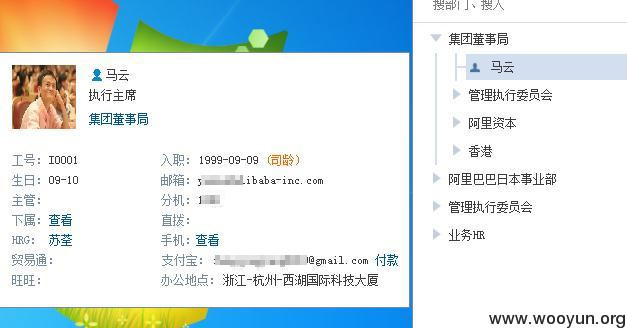 搜部门、搜人
集团董事局
马云
管理执行委员会
阿里资本
香港
阿里巴巴日本事业部
管理执行委员会
业务HR
马云
执行主席
集团董事局
工号: I0001 入职: 1999-09-09 (司龄)
生日: 09-10 邮箱: libaba-inc.com
主管: 分机:
下属: 查看 直拨:
HRG: 苏荃 手机: 查看
贸易通: 支付宝: @gmail.com 付款
旺旺: 办公地点: 浙江-杭州-西湖国际科技大厦
www.wooyun.org